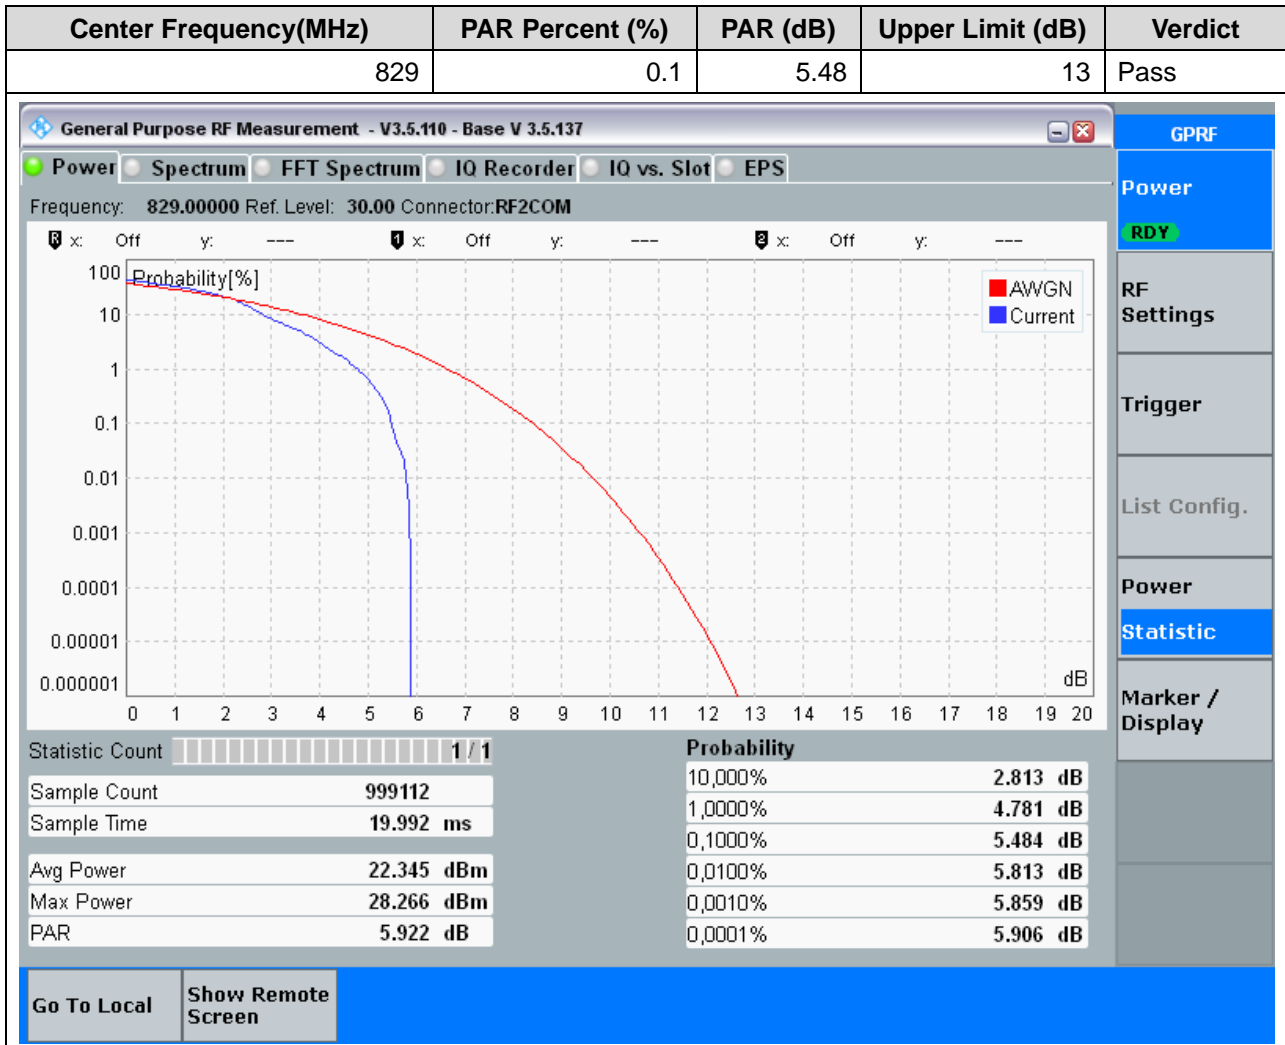 Center Frequency(MHz) PAR Percent (%) PAR (dB) Upper Limit (dB) Verdict
829 0.1 5.48 13 Pass
General Purpose RF Measurement - V3.5.110 - Base V 3.5.137
GPRF
Power Spectrum FFT Spectrum IQ Recorder IQ vs. Slot EPS
Frequency: 829.00000 Ref. Level: 30.00 Connector:RF2COM
R x: Off y: --- 1 x: Off y: --- 2 x: Off y: ---
Probability[%]
AWGN
Current
100
10
1
0.1
0.01
0.001
0.0001
0.00001
0.000001
dB
0 1 2 3 4 5 6 7 8 9 10 11 12 13 14 15 16 17 18 19 20
Statistic Count 1 / 1
Sample Count 999112
Sample Time 19.992 ms
Avg Power 22.345 dBm
Max Power 28.266 dBm
PAR 5.922 dB
Probability
10,000% 2.813 dB
1,0000% 4.781 dB
0,1000% 5.484 dB
0,0100% 5.813 dB
0,0010% 5.859 dB
0,0001% 5.906 dB
Power
RDY
RF
Settings
Trigger
List Config.
Power
Statistic
Marker /
Display
Go To Local
Show Remote
Screen